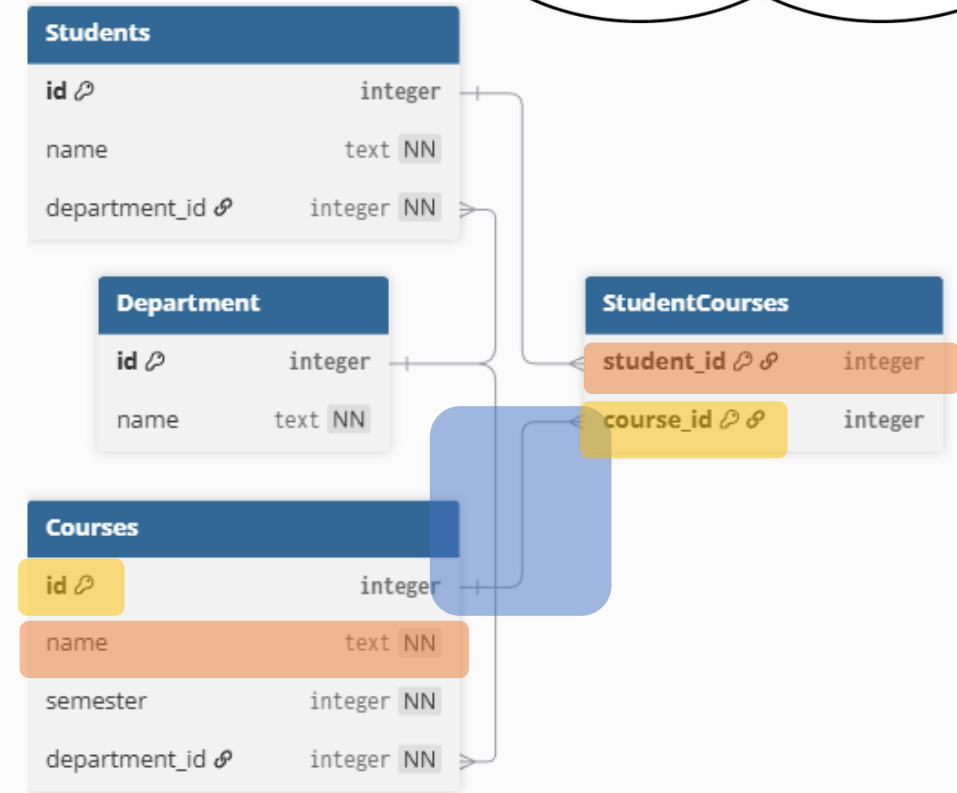 Students
id integer
name text NN
department_id integer NN
Department
id integer
name text NN
StudentCourses
student_id integer
course_id integer
Courses
id integer
name text NN
semester integer NN
department_id integer NN